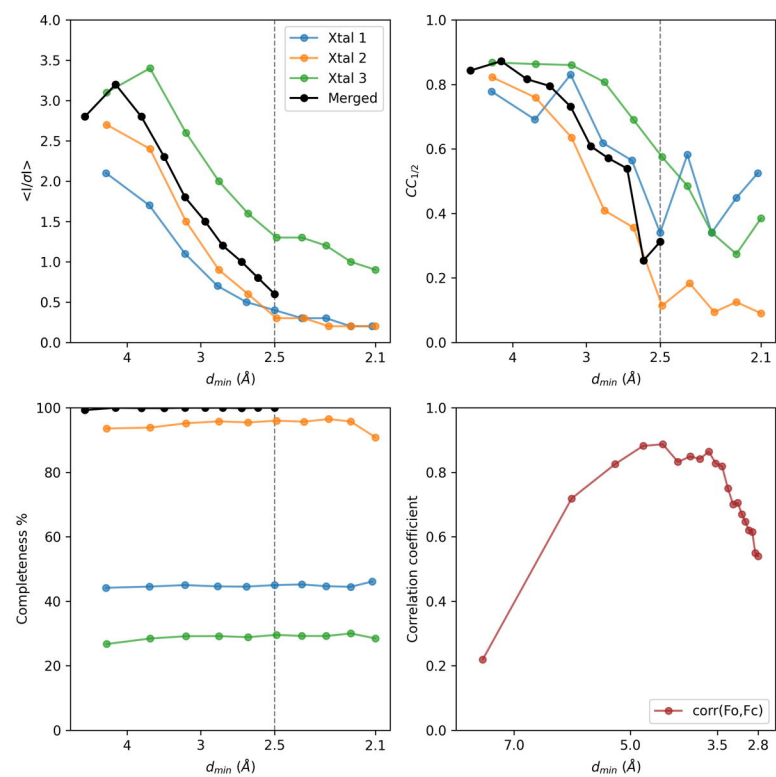 4.0
3.5
3.0
2.5
2.0
1.5
1.0
0.5
0.0
<I/σI>
Xtal 1
Xtal 2
Xtal 3
Merged
4 3 2.5 2.1
d_min (Å)
1.0
0.8
0.6
0.4
0.2
0.0
CC_1/2
4 3 2.5 2.1
d_min (Å)
100
80
60
40
20
0
Completeness %
4 3 2.5 2.1
d_min (Å)
1.0
0.8
0.6
0.4
0.2
0.0
Correlation coefficient
corr(Fo,Fc)
7.0 5.0 3.5 2.8
d_min (Å)